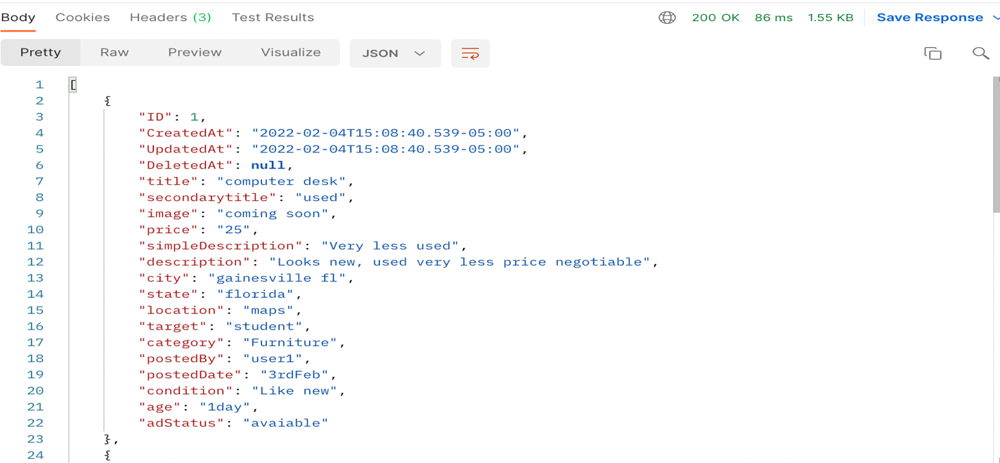 Body Cookies Headers (3) Test Results 200 OK 86 ms 1.55 KB Save Response
Pretty Raw Preview Visualize JSON
1 [
2 {
3 "ID": 1,
4 "CreatedAt": "2022-02-04T15:08:40.539-05:00",
5 "UpdatedAt": "2022-02-04T15:08:40.539-05:00",
6 "DeletedAt": null,
7 "title": "computer desk",
8 "secondarytitle": "used",
9 "image": "coming soon",
10 "price": "25",
11 "simpleDescription": "Very less used",
12 "description": "Looks new, used very less price negotiable",
13 "city": "gainesville fl",
14 "state": "florida",
15 "location": "maps",
16 "target": "student",
17 "category": "Furniture",
18 "postedBy": "user1",
19 "postedDate": "3rdFeb",
20 "condition": "Like new",
21 "age": "1day",
22 "adStatus": "avaiable"
23 },
24 {